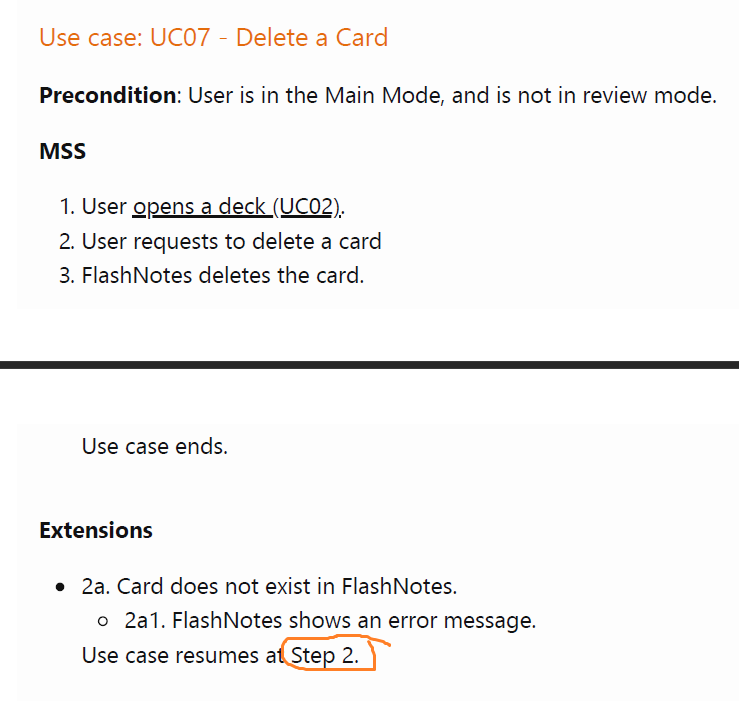 Use case: UC07 - Delete a Card
Precondition: User is in the Main Mode, and is not in review mode.
MSS
1. User opens a deck (UC02).
2. User requests to delete a card
3. FlashNotes deletes the card.
Use case ends.
Extensions
• 2a. Card does not exist in FlashNotes.
○ 2a1. FlashNotes shows an error message.
Use case resumes at Step 2.